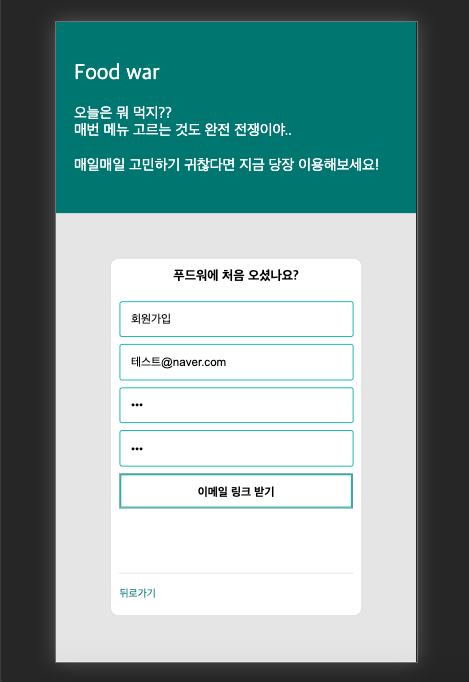 Food war
오늘은 뭐 먹지??
매번 메뉴 고르는 것도 완전 전쟁이야..
매일매일 고민하기 귀찮다면 지금 당장 이용해보세요!
푸드워에 처음 오셨나요?
회원가입
테스트@naver.com
•••
•••
이메일 링크 받기
뒤로가기